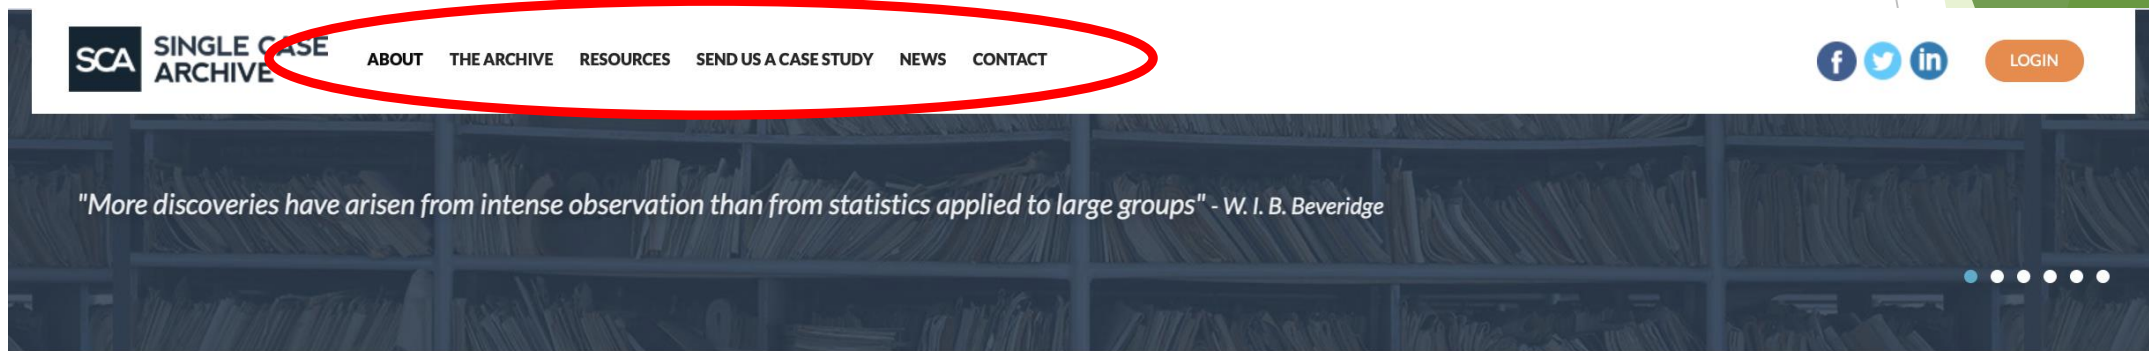 SCA
SINGLE CASE
ARCHIVE
ABOUT THE ARCHIVE RESOURCES SEND US A CASE STUDY NEWS CONTACT
f in
LOGIN
"More discoveries have arisen from intense observation than from statistics applied to large groups" - W. I. B. Beveridge